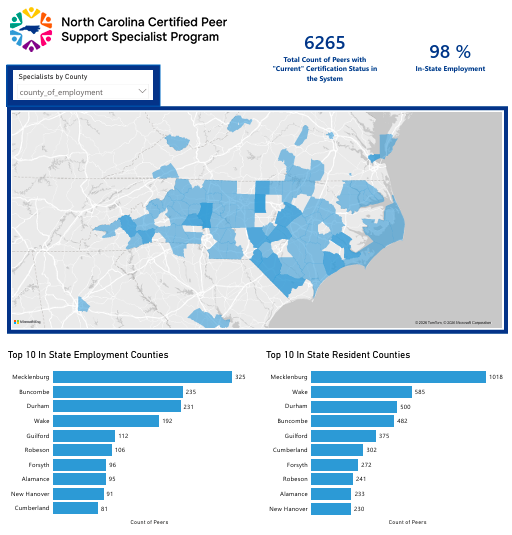 North Carolina Certified Peer
Support Specialist Program
6265
Total Count of Peers with
"Current" Certification Status in
the System
98 %
In-State Employment
Specialists by County
county_of_employment
Microsoft Bing
© 2026 TomTom, © 2026 Microsoft Corporation
Top 10 In State Employment Counties
Mecklenburg 325
Buncombe 235
Durham 231
Wake 192
Guilford 112
Robeson 106
Forsyth 96
Alamance 95
New Hanover 91
Cumberland 81
Count of Peers
Top 10 In State Resident Counties
Mecklenburg 1018
Wake 585
Durham 500
Buncombe 482
Guilford 375
Cumberland 302
Forsyth 272
Robeson 241
Alamance 233
New Hanover 230
Count of Peers